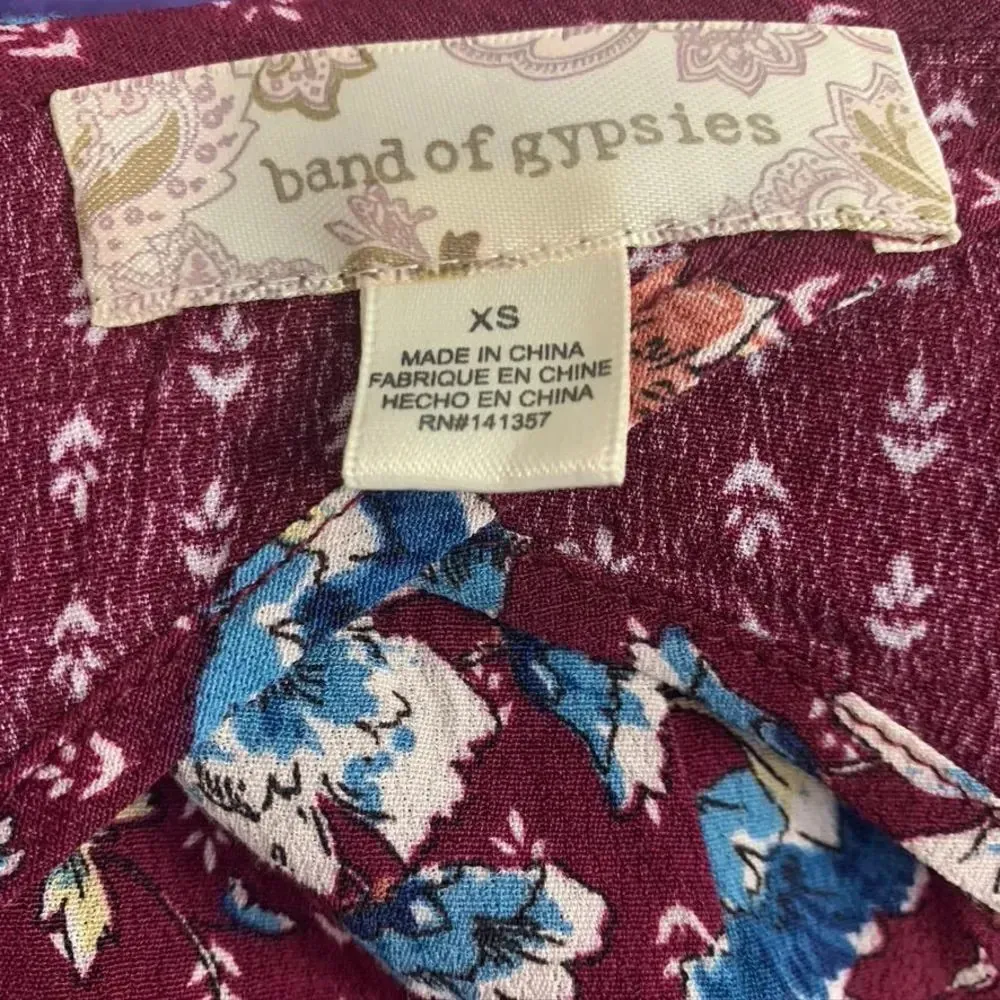 band of gypsies
XS
MADE IN CHINA
FABRIQUE EN CHINE
HECHO EN CHINA
RN#141357